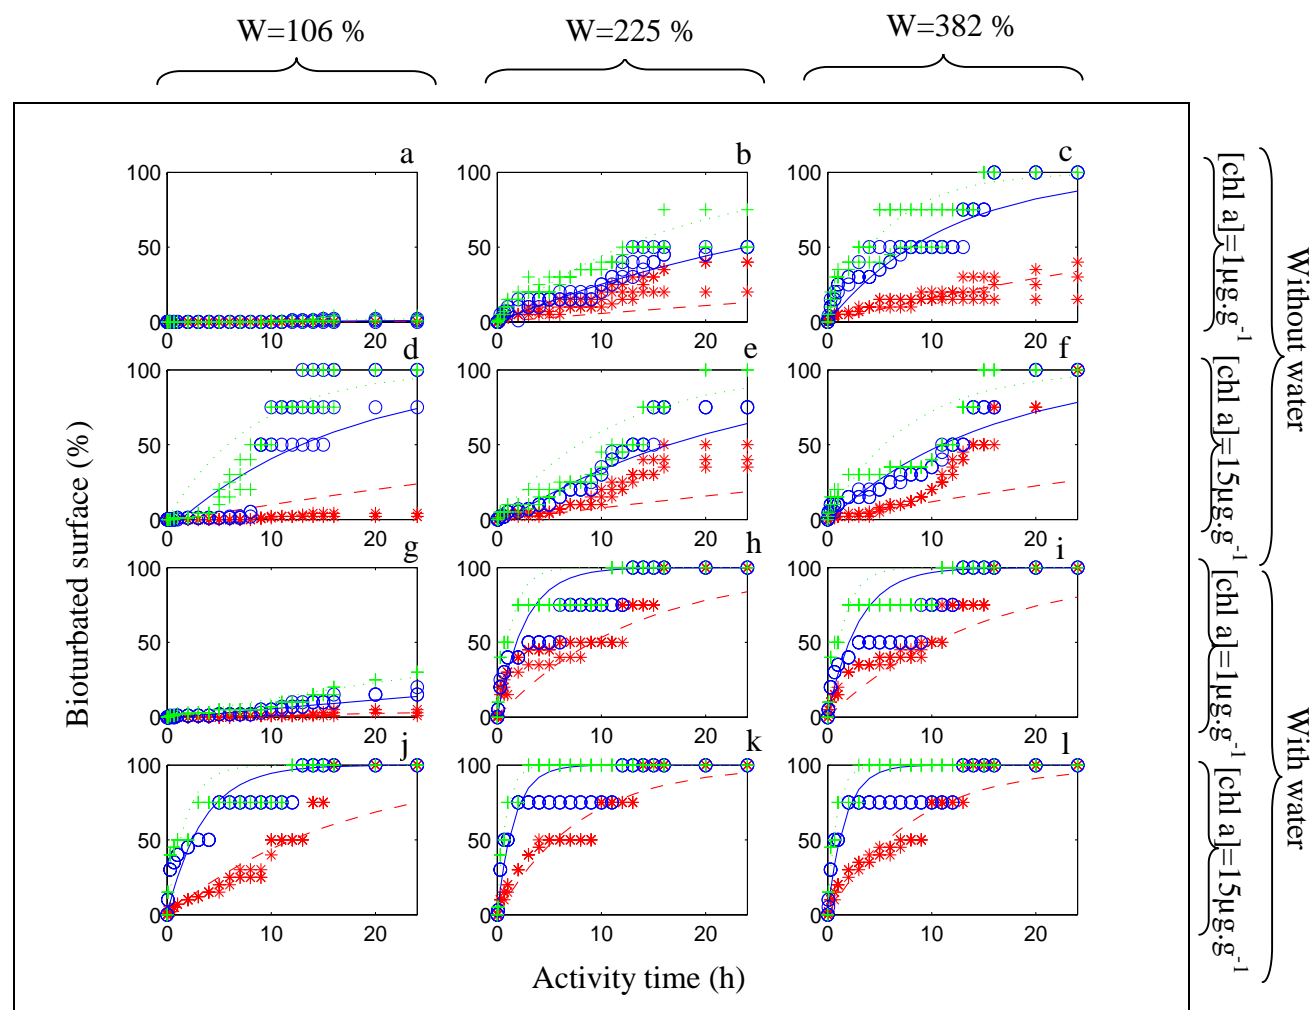 W=106 %
W=225 %
W=382 %
a
b
c
100
50
0
0 10 20
100
50
0
0 10 20
100
50
0
0 10 20
d
e
f
100
50
0
0 10 20
100
50
0
0 10 20
100
50
0
0 10 20
g
h
i
100
50
0
0 10 20
100
50
0
0 10 20
100
50
0
0 10 20
j
k
l
100
50
0
0 10 20
100
50
0
0 10 20
100
50
0
0 10 20
Bioturbated surface (%)
Activity time (h)
[chl a]=1µg.g-1
[chl a]=15µg.g-1
[chl a]=1µg.g-1
[chl a]=15µg.g-1
Without water
With water